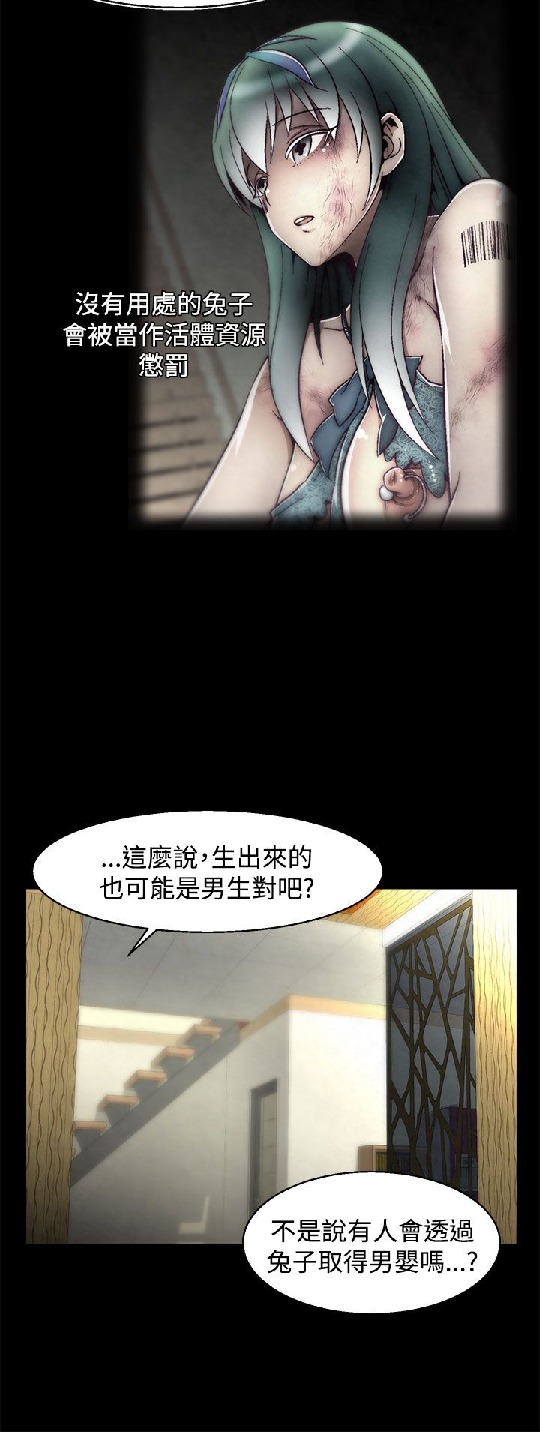 沒有用處的兔子
會被當作活體資源
懲罰
...這麼說,生出來的
也可能是男生對吧?
不是說有人會透過
兔子取得男嬰嗎...?